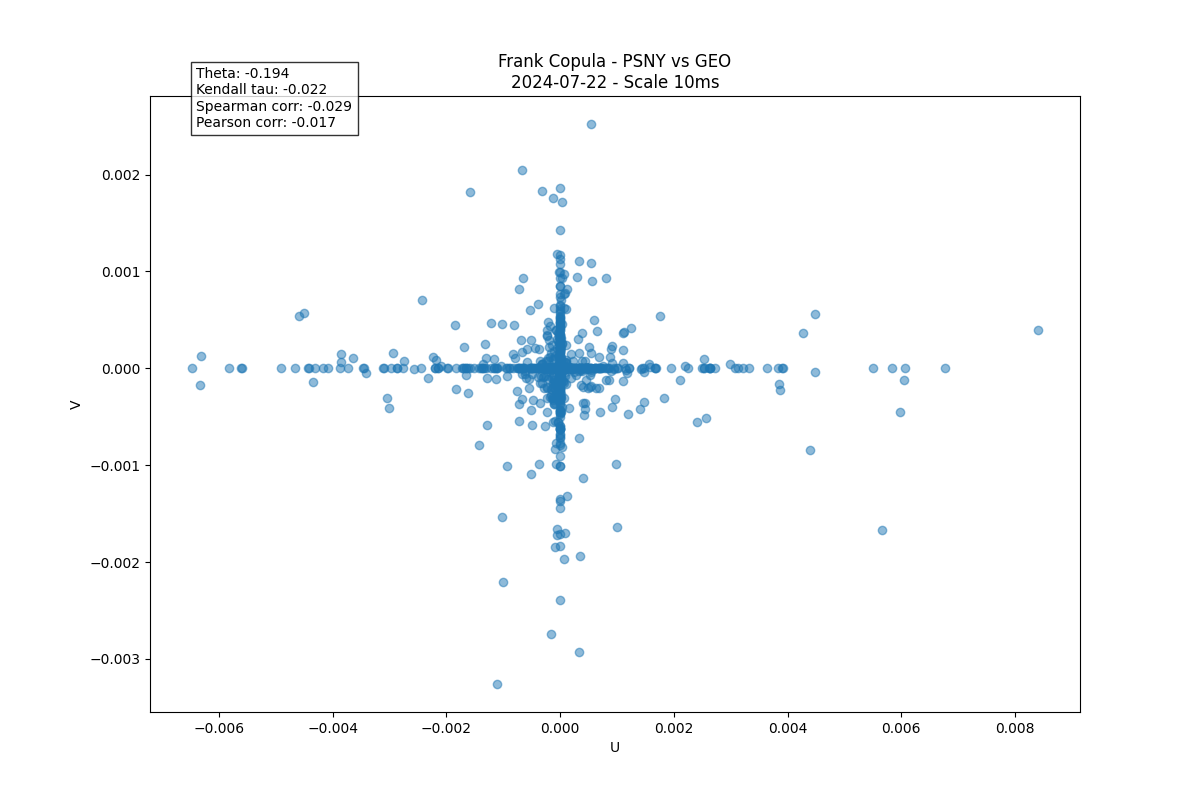 Frank Copula - PSNY vs GEO
2024-07-22 - Scale 10ms
Theta: -0.194
Kendall tau: -0.022
Spearman corr: -0.029
Pearson corr: -0.017
0.002
0.001
0.000
−0.001
−0.002
−0.003
V
−0.006 −0.004 −0.002 0.000 0.002 0.004 0.006 0.008
U